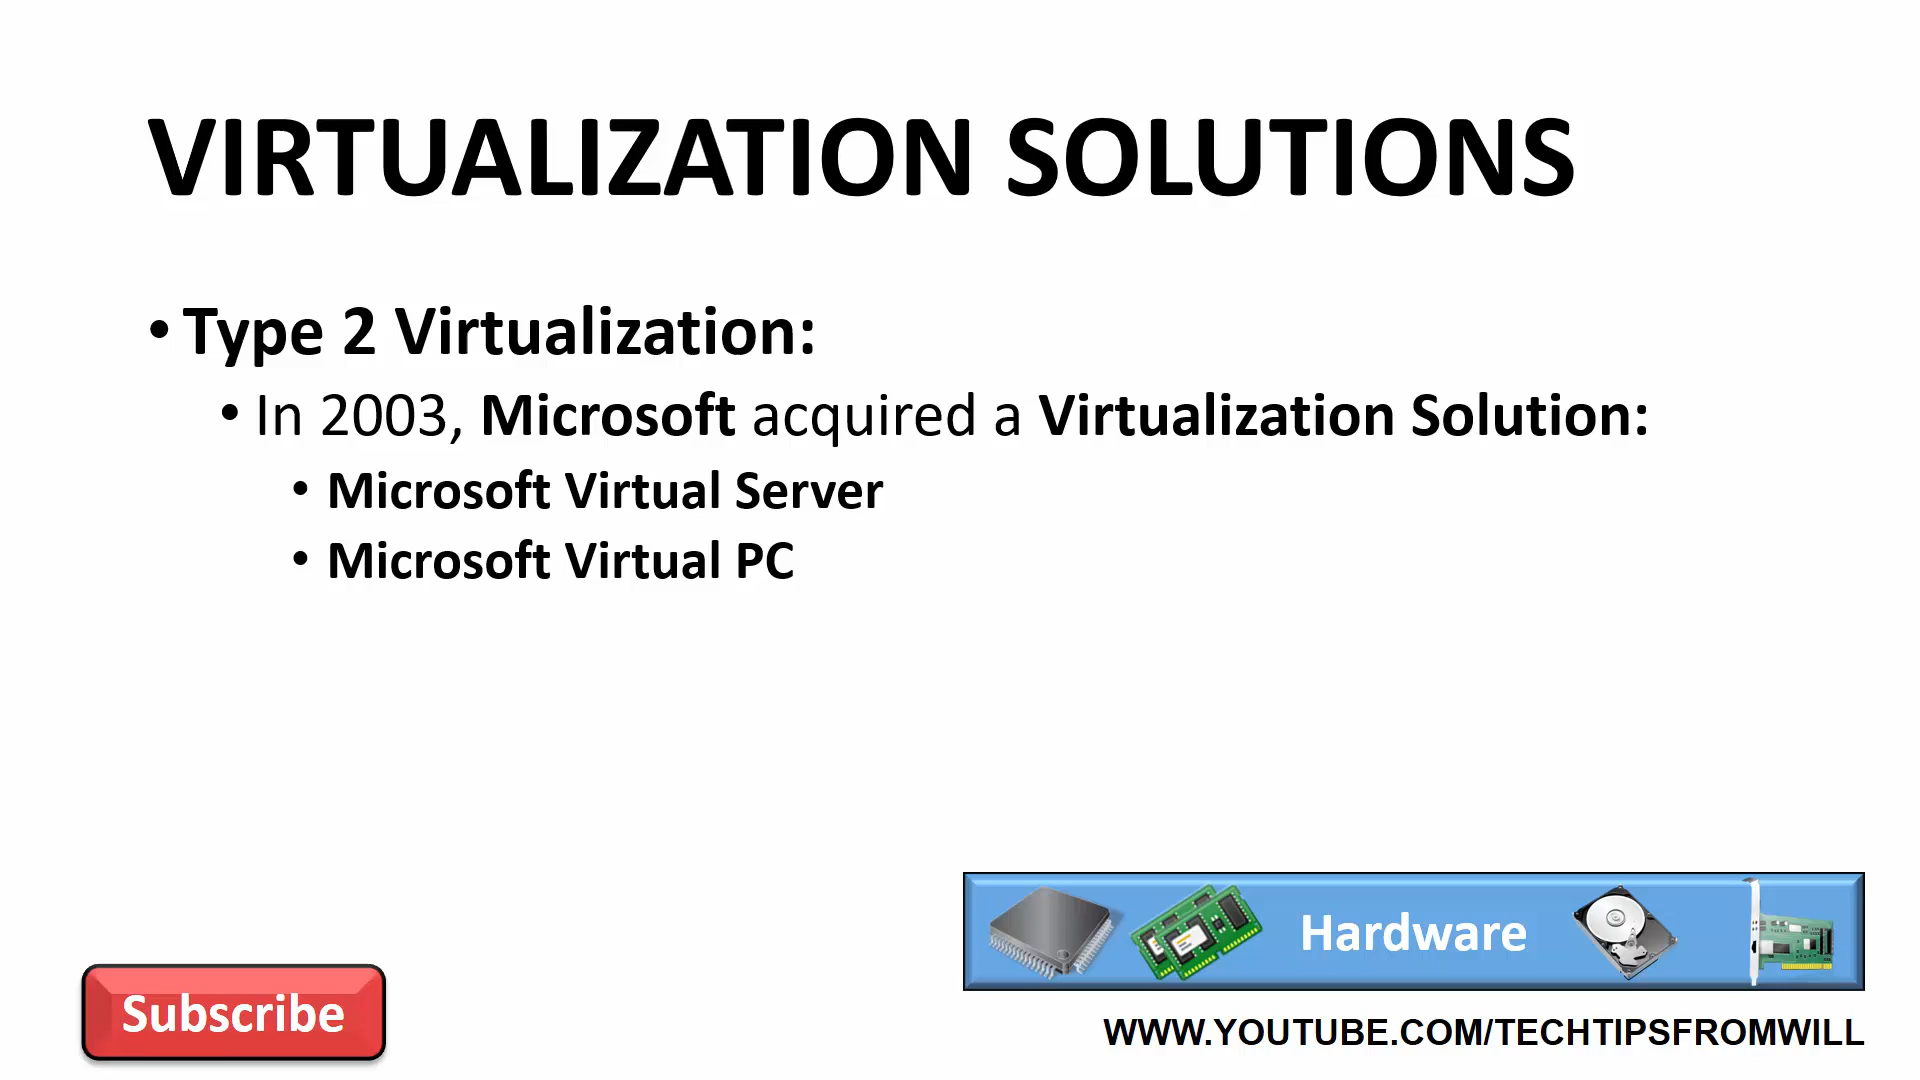 VIRTUALIZATION SOLUTIONS
• Type 2 Virtualization:
• In 2003, Microsoft acquired a Virtualization Solution:
• Microsoft Virtual Server
• Microsoft Virtual PC
Hardware
Subscribe
WWW.YOUTUBE.COM/TECHTIPSFROMWILL